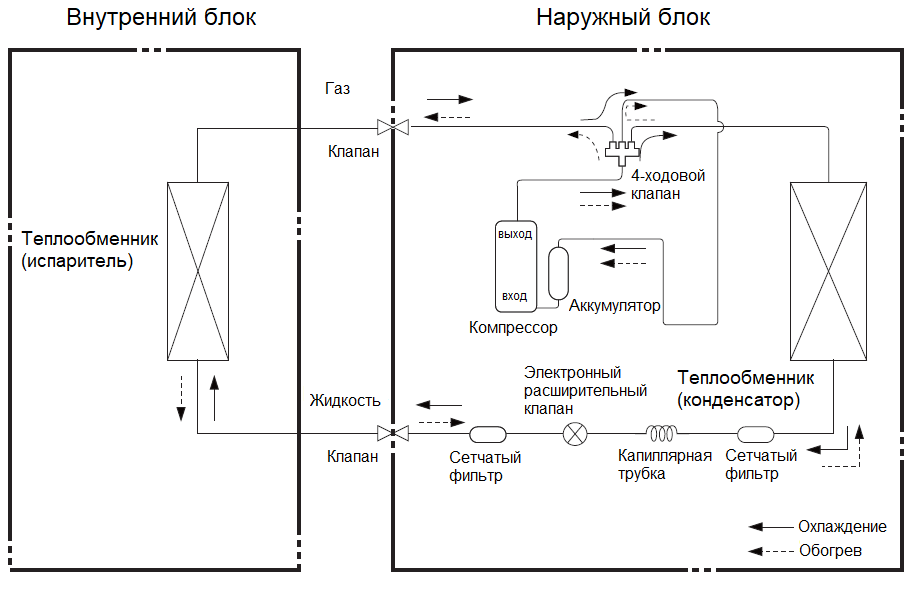 Внутренний блок
Наружный блок
Газ
Клапан
4-ходовой
клапан
Теплообменник
(испаритель)
выход
вход
Аккумулятор
Компрессор
Теплообменник
(конденсатор)
Электронный
расширительный
клапан
Жидкость
Клапан
Сетчатый
фильтр
Капиллярная
трубка
Сетчатый
фильтр
Охлаждение
Обогрев